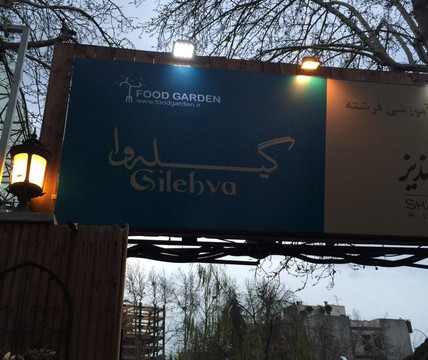 FOOD GARDEN
www.foodgarden.ir
گیله‌وا
Gilehva
آموزشی فرشته